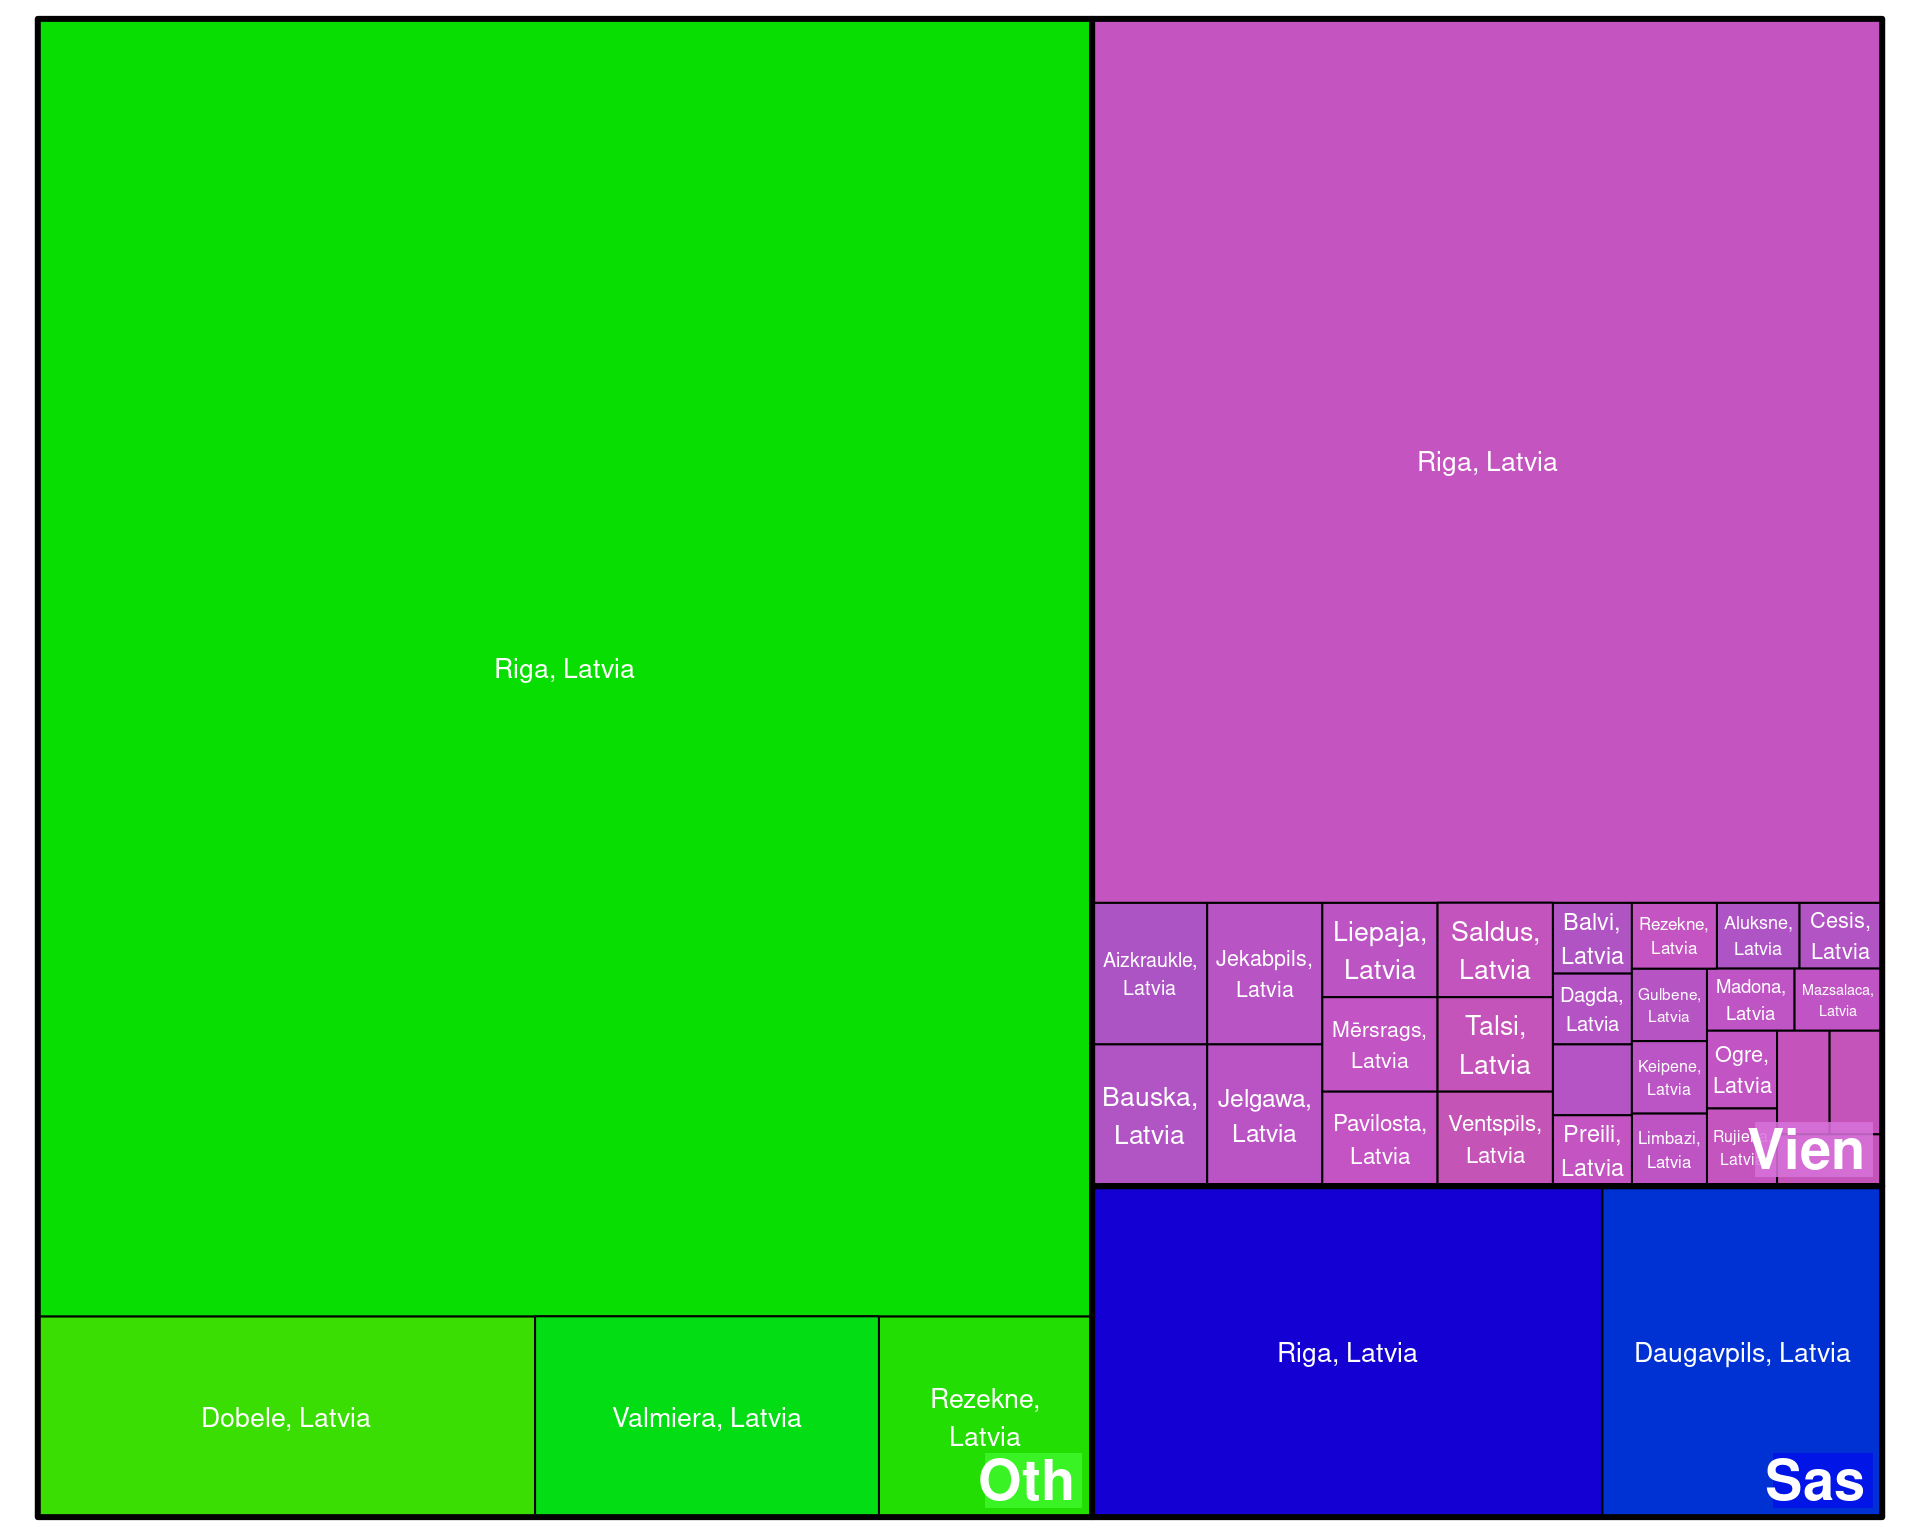 Riga, Latvia
Dobele, Latvia
Valmiera, Latvia
Rezekne,
Latvia
Oth
Riga, Latvia
Aizkraukle,
Latvia
Bauska,
Latvia
Jekabpils,
Latvia
Jelgawa,
Latvia
Liepaja,
Latvia
Mērsrags,
Latvia
Pavilosta,
Latvia
Saldus,
Latvia
Talsi,
Latvia
Ventspils,
Latvia
Balvi,
Latvia
Dagda,
Latvia
Preili,
Latvia
Rezekne,
Latvia
Aluksne,
Latvia
Cesis,
Latvia
Gulbene,
Latvia
Keipene,
Latvia
Limbazi,
Latvia
Madona,
Latvia
Mazsalaca,
Latvia
Ogre,
Latvia
Vien
Riga, Latvia
Daugavpils, Latvia
Sas